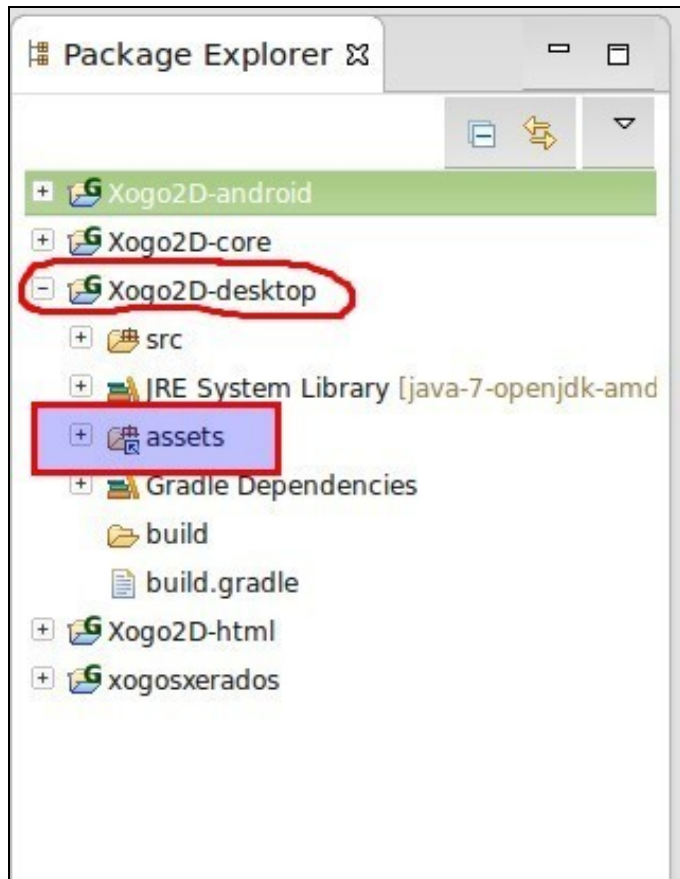 Package Explorer
Xogo2D-android
Xogo2D-core
Xogo2D-desktop
src
JRE System Library [java-7-openjdk-amd
assets
Gradle Dependencies
build
build.gradle
Xogo2D-html
xogosxerados